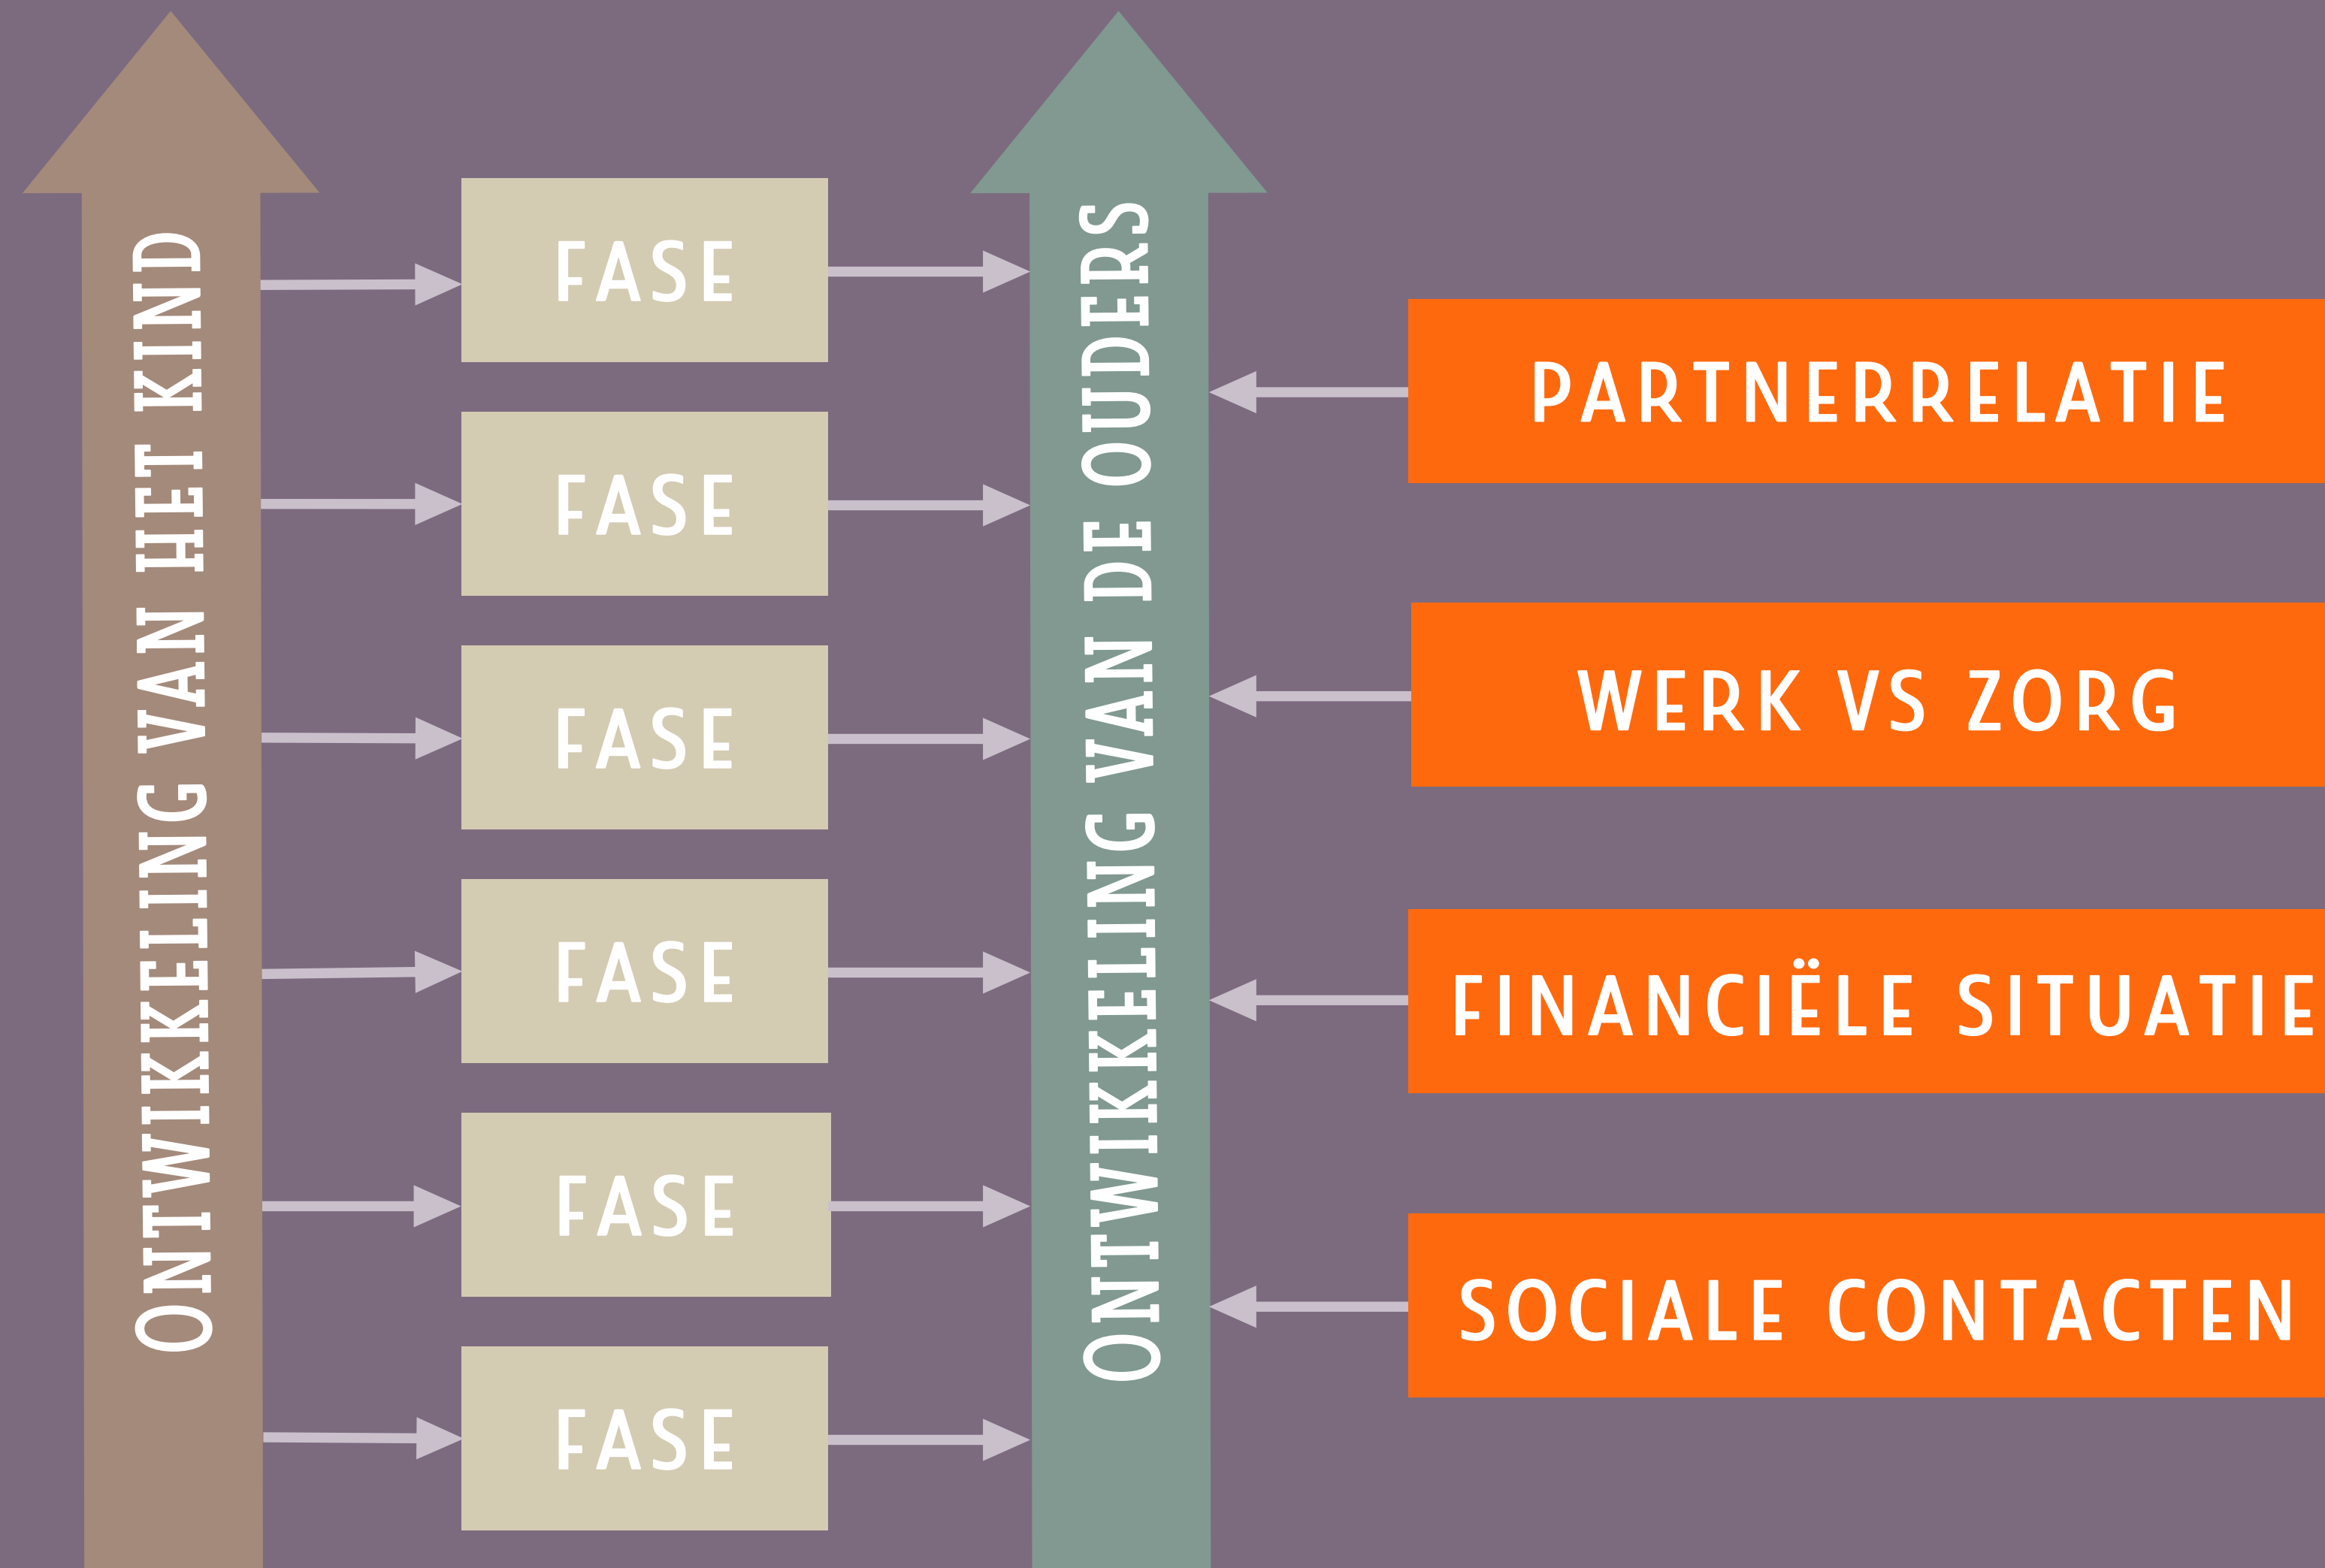 ONTWIKKELING VAN HET KIND
FASE
FASE
FASE
FASE
FASE
FASE
ONTWIKKELING VAN DE OUDERS
PARTNERRELATIE
WERK VS ZORG
FINANCIËLE SITUATIE
SOCIALE CONTACTEN